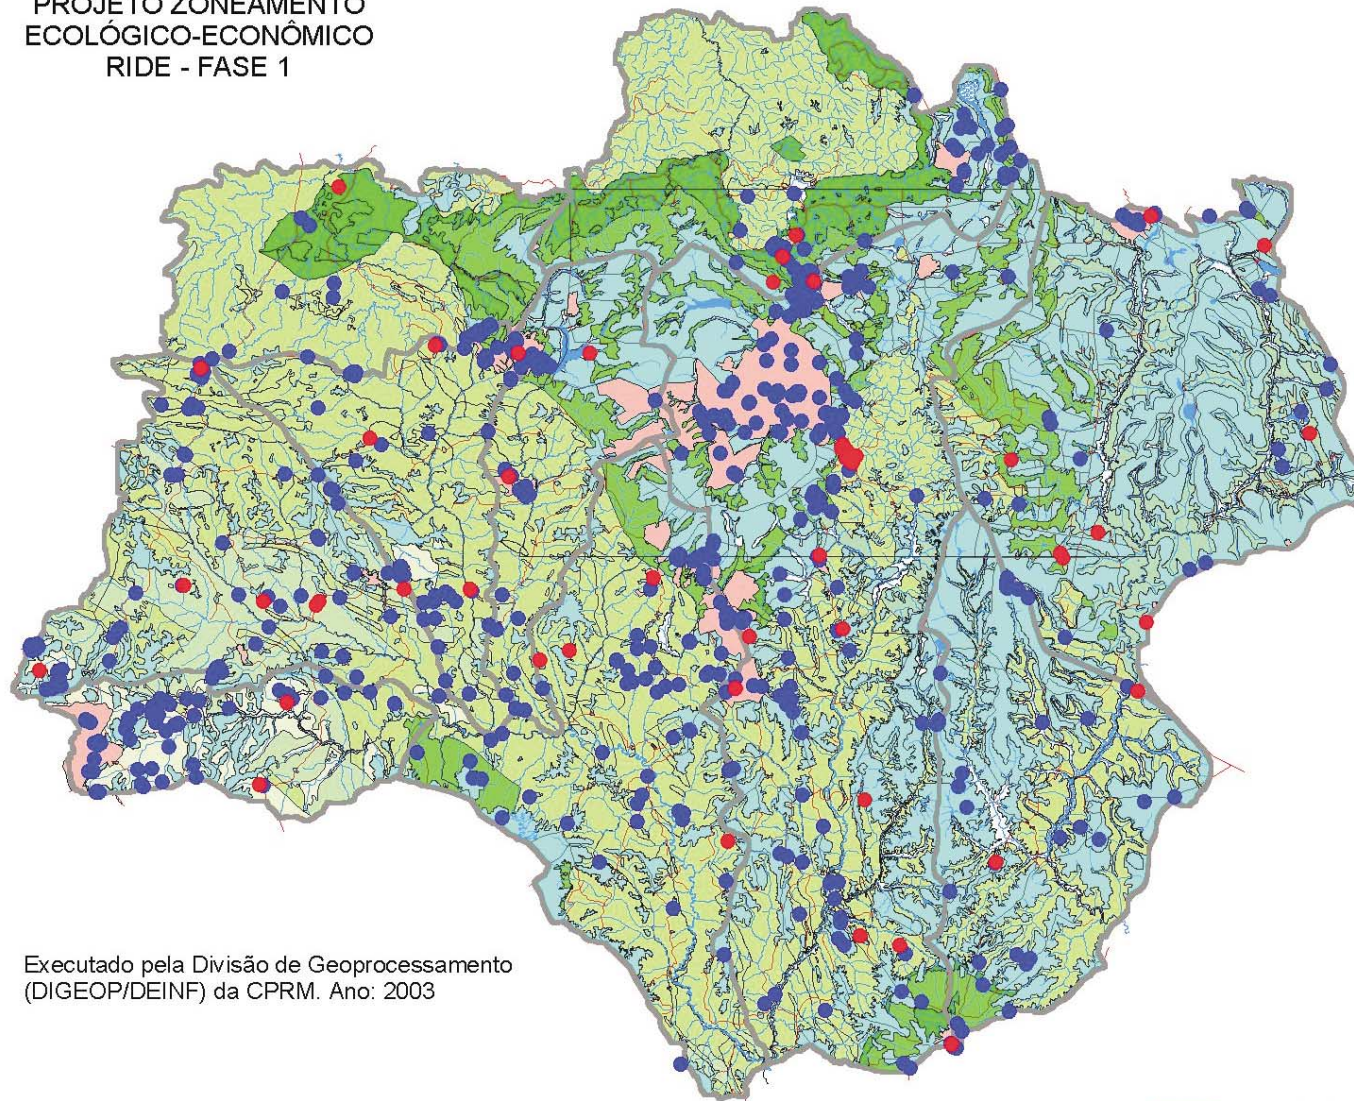 PROJETO ZONEAMENTO
ECOLÓGICO-ECONÔMICO
RIDE - FASE 1
Executado pela Divisão de Geoprocessamento
(DIGEOP/DEINF) da CPRM. Ano: 2003